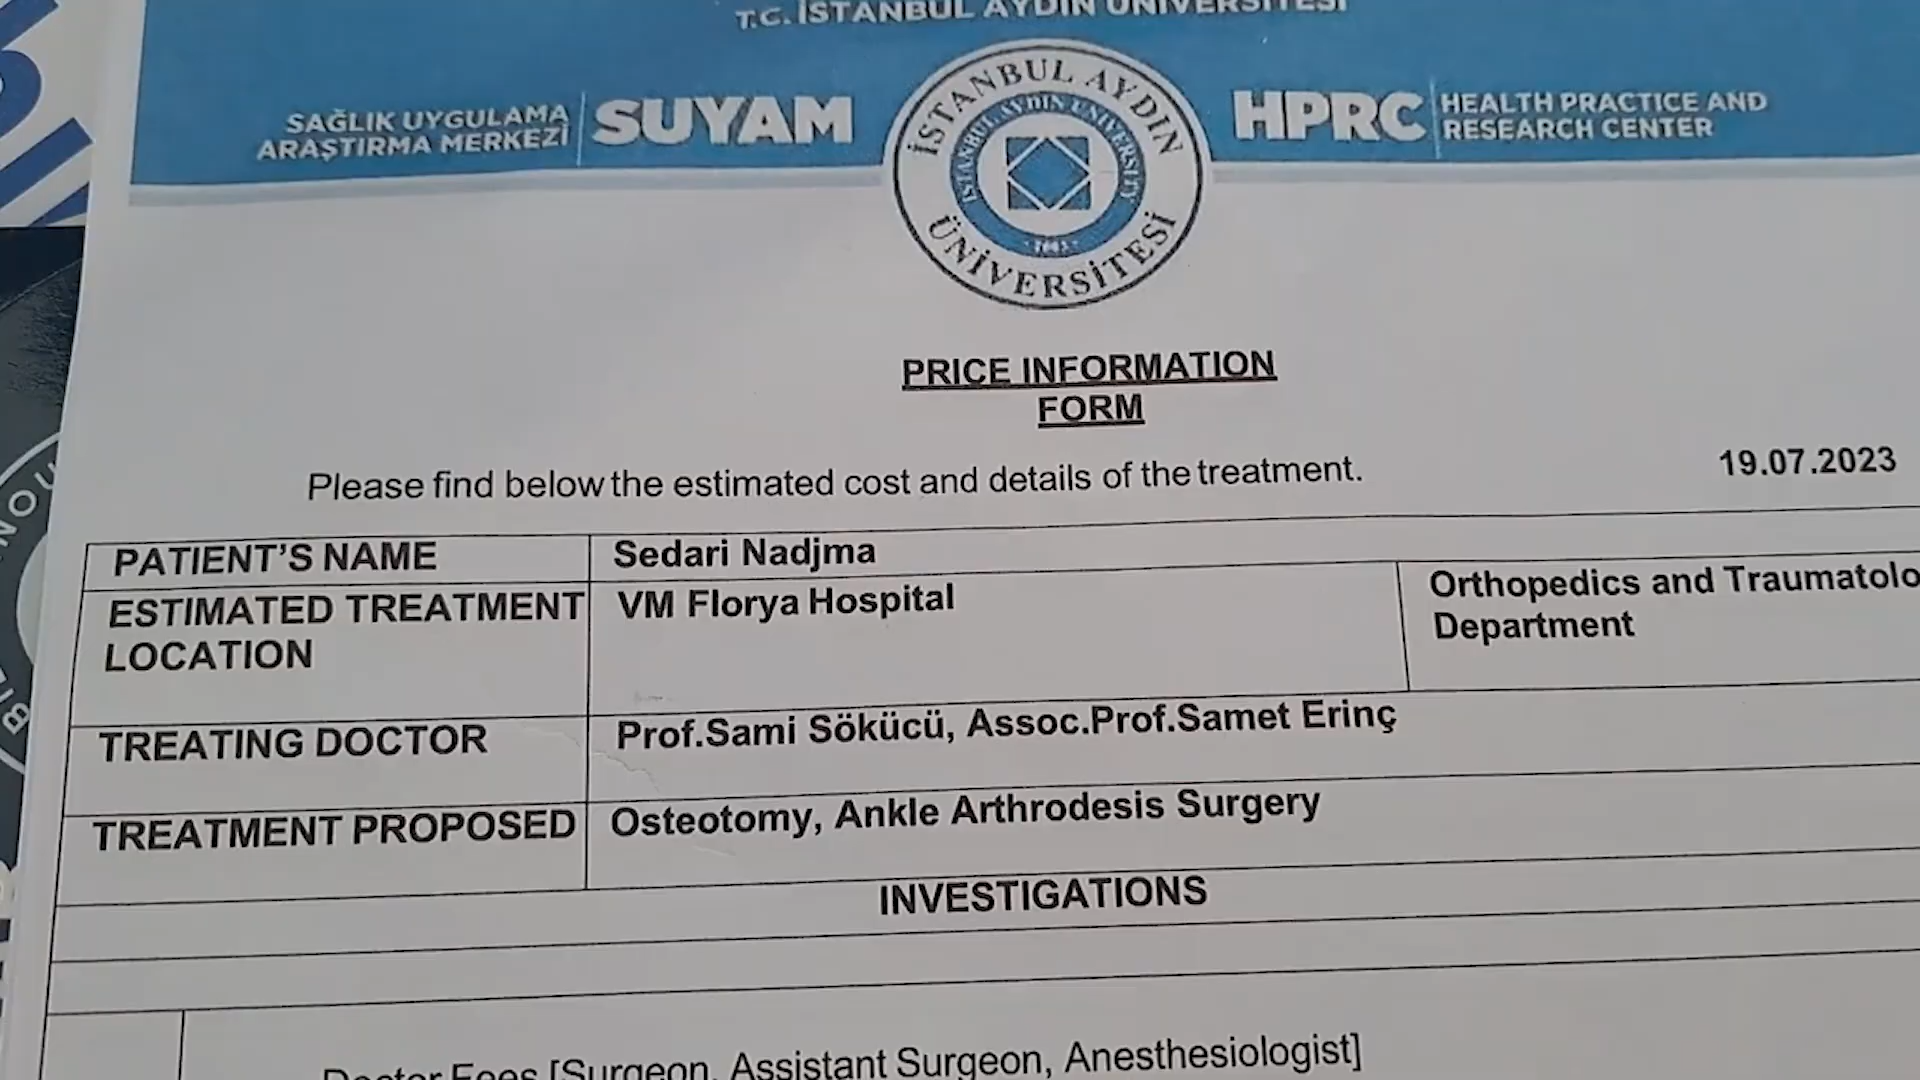 T.C. İSTANBUL AYDIN ÜNİVERSİTESİ
SAĞLIK UYGULAMA
ARAŞTIRMA MERKEZİ
SUYAM
İSTANBUL AYDIN
ISTANBUL AYDIN UNIVERSITY
ÜNİVERSİTESİ
HPRC
HEALTH PRACTICE AND
RESEARCH CENTER
PRICE INFORMATION
FORM
Please find below the estimated cost and details of the treatment.
19.07.2023
PATIENT'S NAME
Sedari Nadjma
ESTIMATED TREATMENT
LOCATION
VM Florya Hospital
Orthopedics and Traumatolo
Department
TREATING DOCTOR
Prof.Sami Sökücü, Assoc.Prof.Samet Erinç
TREATMENT PROPOSED
Osteotomy, Ankle Arthrodesis Surgery
INVESTIGATIONS
Doctor Fees [Surgeon, Assistant Surgeon, Anesthesiologist]